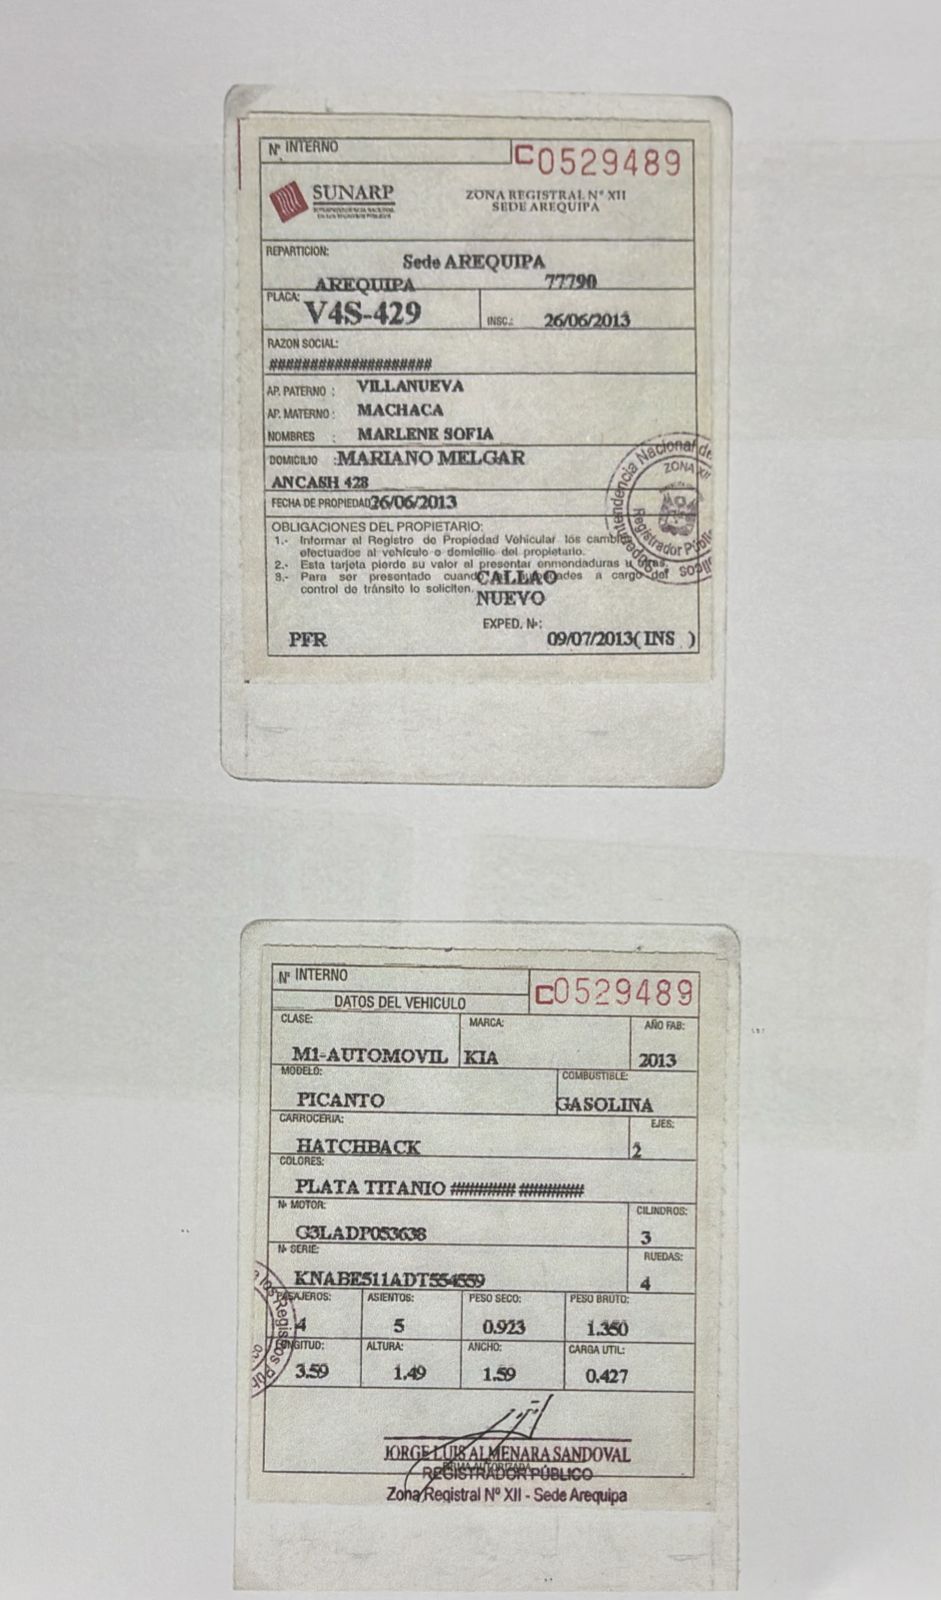 Nº INTERNO
C0529489
SUNARP
SUPERINTENDENCIA NACIONAL
DE LOS REGISTROS PUBLICOS
ZONA REGISTRAL Nº XII
SEDE AREQUIPA
REPARTICION:
Sede AREQUIPA
AREQUIPA 77790
PLACA: V4S-429 INSC.: 26/06/2013
RAZON SOCIAL:
####################
AP. PATERNO : VILLANUEVA
AP. MATERNO : MACHACA
NOMBRES : MARLENE SOFIA
DOMICILIO :MARIANO MELGAR
ANCASH 428
FECHA DE PROPIEDAD 26/06/2013
Superintendencia Nacional de los Registros Públicos
ZONA XII
Registrador Público
OBLIGACIONES DEL PROPIETARIO:
1.- Informar al Registro de Propiedad Vehicular los cambios
efectuados al vehículo o domicilio del propietario.
2.- Esta tarjeta pierde su valor al presentar enmendaduras u otras.
3.- Para ser presentado cuando las autoridades a cargo del
control de tránsito lo soliciten.
CALLAO
NUEVO
EXPED. Nº:
PFR 09/07/2013( INS )
Nº INTERNO
C0529489
DATOS DEL VEHICULO
CLASE: MARCA: AÑO FAB:
M1-AUTOMOVIL KIA 2013
MODELO: COMBUSTIBLE:
PICANTO GASOLINA
CARROCERIA: EJES:
HATCHBACK 2
COLORES:
PLATA TITANIO ######## ########
Nº MOTOR: CILINDROS:
G3LADP053638 3
Nº SERIE: RUEDAS:
KNABE511ADT554559 4
PASAJEROS: ASIENTOS: PESO SECO: PESO BRUTO:
4 5 0.923 1.350
LONGITUD: ALTURA: ANCHO: CARGA UTIL:
3.59 1.49 1.59 0.427
JORGE LUIS ALMENARA SANDOVAL
FIRMA AUTORIZADA
REGISTRADOR PÚBLICO
Zona Registral Nº XII - Sede Arequipa